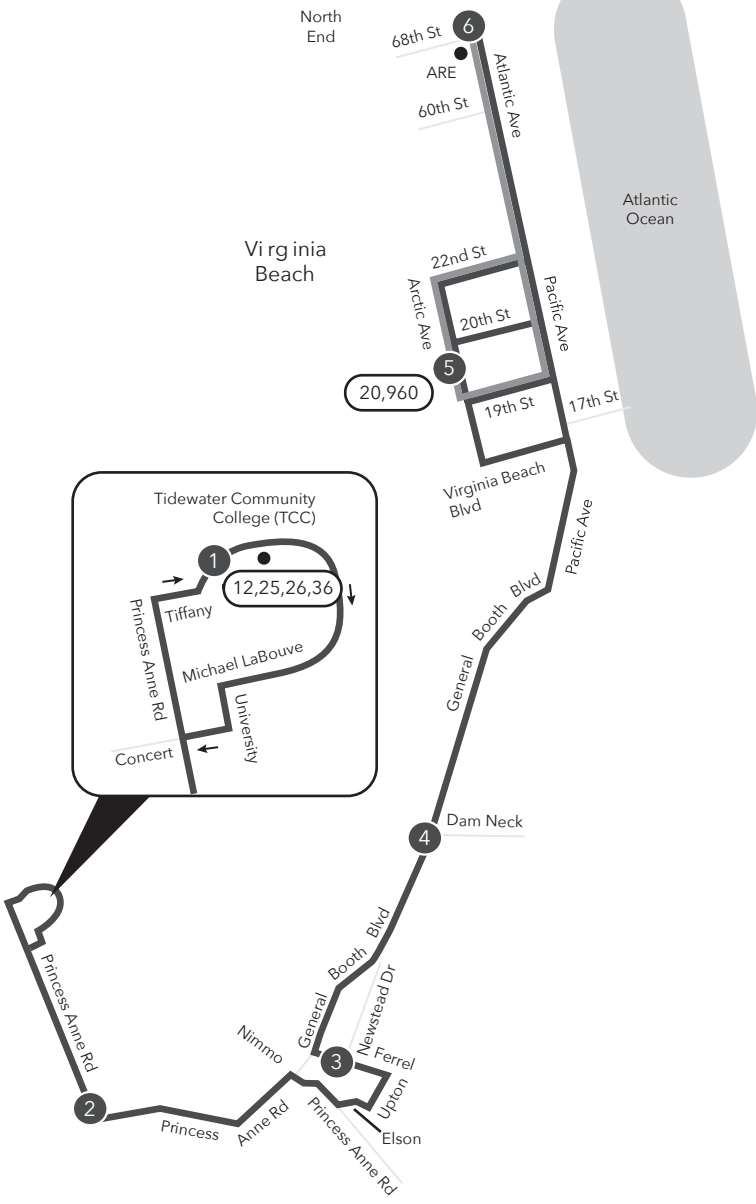 North
End
68th St
6
ARE
Atlantic Ave
60th St
Atlantic
Ocean
Vi rg inia
Beach
22nd St
Arctic Ave
Pacific Ave
20th St
5
20,960
19th St
17th St
Virginia Beach
Blvd
Pacific Ave
Tidewater Community
College (TCC)
1
12,25,26,36
Tiffany
Princess Anne Rd
Michael LaBouve
University
Concert
General Booth Blvd
4
Dam Neck
General Booth Blvd
Newstead Dr
Princess Anne Rd
Nimmo
3
Ferrel
Upton
2
Princess Anne Rd
Princess Anne Rd
Elson